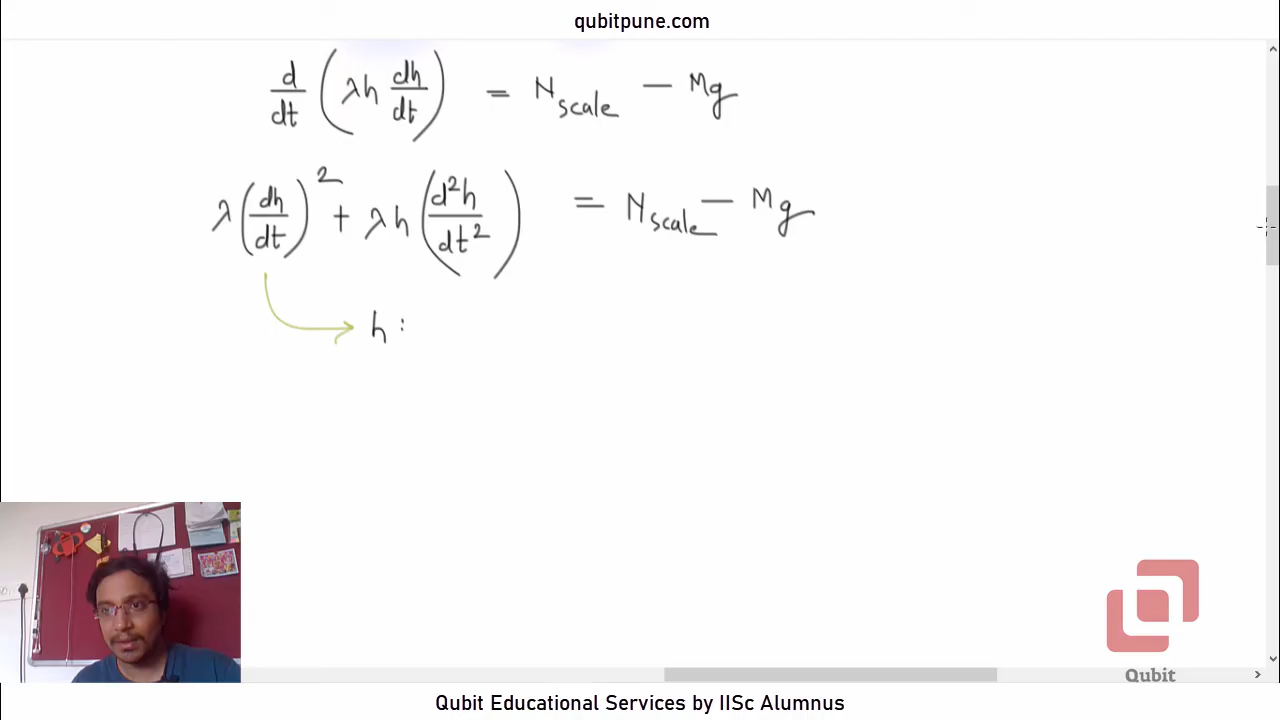 qubitpune.com
d/dt (λh dh/dt) = N_scale − Mg
λ(dh/dt)² + λh (d²h/dt²) = N_scale − Mg
h :
Qubit
Qubit Educational Services by IISc Alumnus